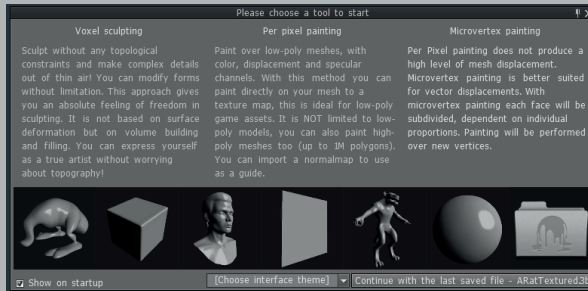 Please choose a tool to start
Voxel sculpting
Sculpt without any topological
constraints and make complex details
out of thin air! You can modify forms
without limitation. This approach gives
you an absolute feeling of freedom in
sculpting. It is not based on surface
deformation but on volume building
and filling. You can express yourself
as a true artist without worrying
about topography!
Per pixel painting
Paint over low-poly meshes, with
color, displacement and specular
channels. With this method you can
paint directly on your mesh to a
texture map, this is ideal for low-poly
game assets. It is NOT limited to low-
poly models, you can also paint high-
poly meshes too (up to 1M polygons).
You can import a normalmap to use
as a guide.
Microvertex painting
Per Pixel painting does not produce a
high level of mesh displacement.
Microvertex painting is better suited
for vector displacements. With
microvertex painting each face will be
subdivided, dependent on individual
proportions. Painting will be performed
over new vertices.
Show on startup
[Choose interface theme]
Continue with the last saved file - ARatTextured.3b